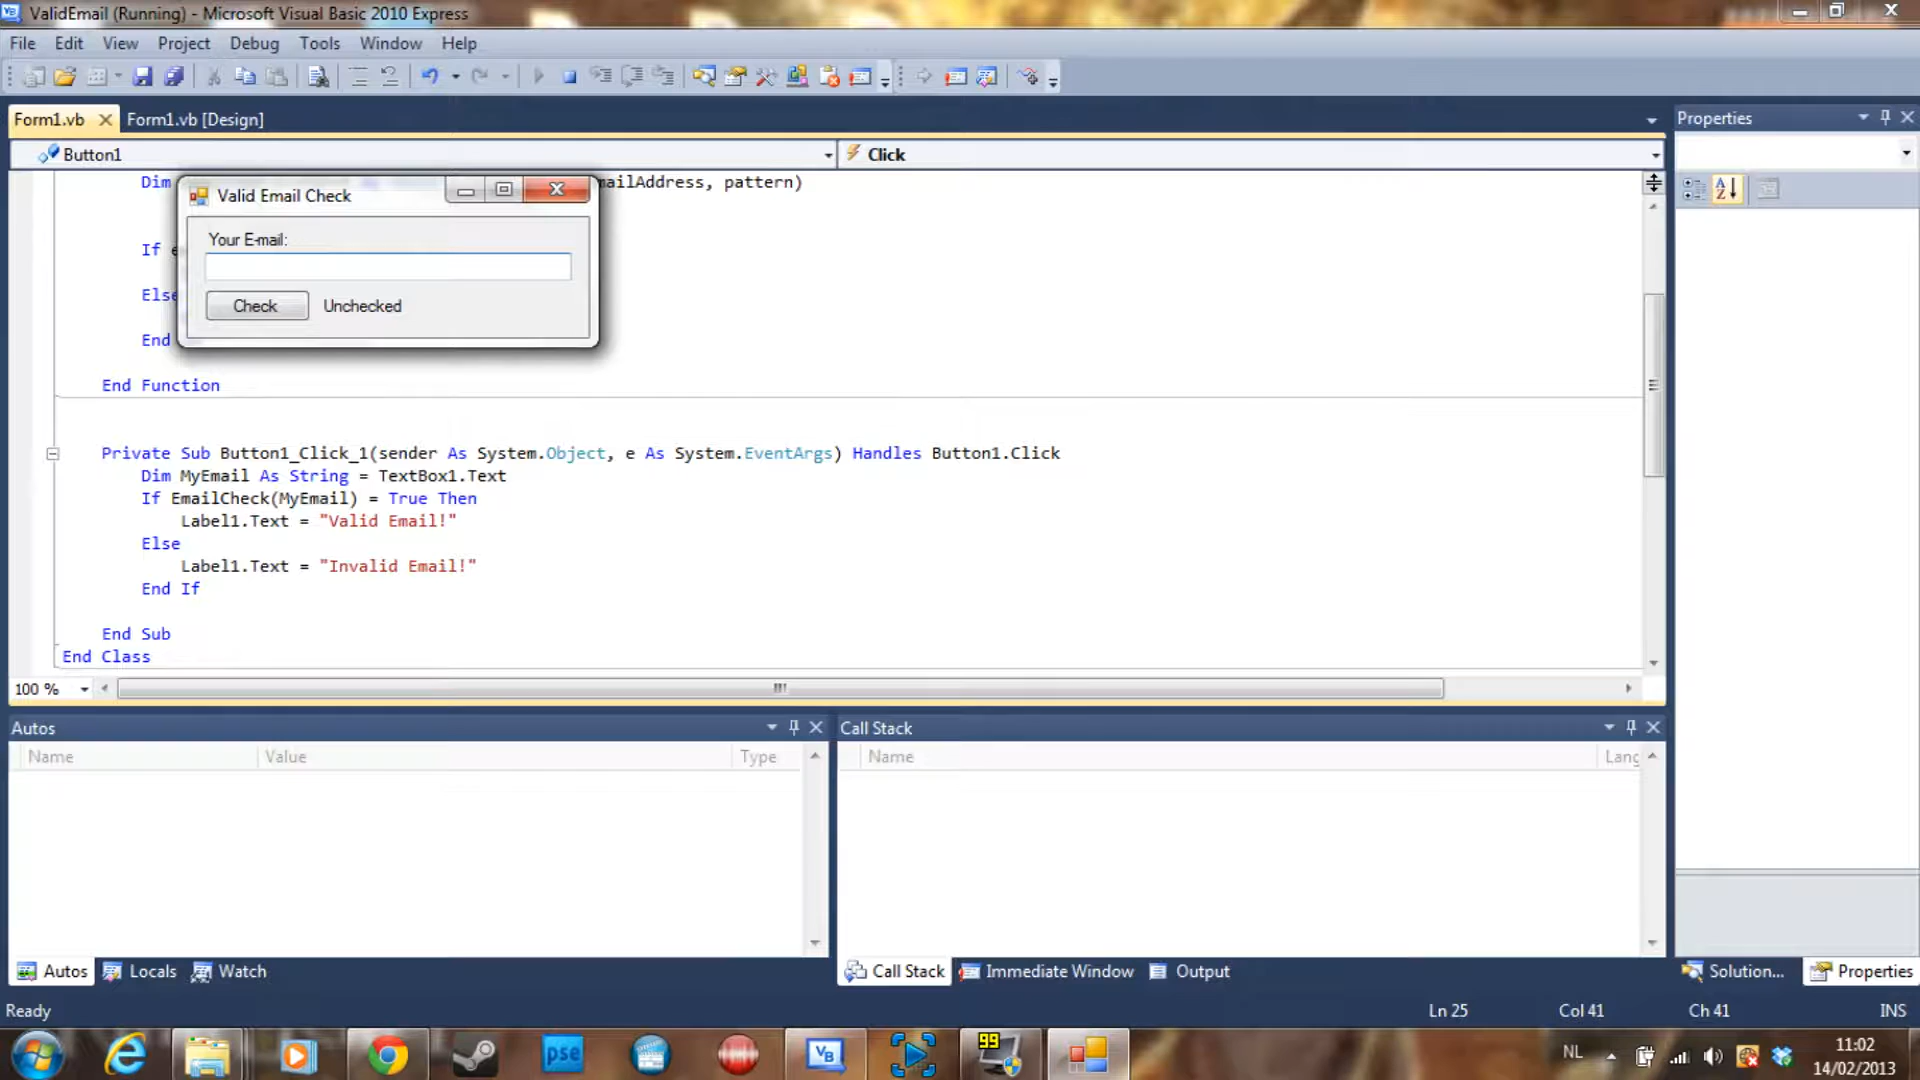 ValidEmail (Running) - Microsoft Visual Basic 2010 Express
File Edit View Project Debug Tools Window Help
Form1.vb Form1.vb [Design]
Button1 Click
Dim mailAddress, pattern)
Valid Email Check
Your E-mail:
Check Unchecked
If e
Else
End
End Function
Private Sub Button1_Click_1(sender As System.Object, e As System.EventArgs) Handles Button1.Click
Dim MyEmail As String = TextBox1.Text
If EmailCheck(MyEmail) = True Then
Label1.Text = "Valid Email!"
Else
Label1.Text = "Invalid Email!"
End If
End Sub
End Class
100 %
Properties
Autos
Name Value Type
Call Stack
Name Lang
Autos Locals Watch
Call Stack Immediate Window Output
Solution... Properties
Ready Ln 25 Col 41 Ch 41 INS
pse VB 99
NL 11:02
14/02/2013